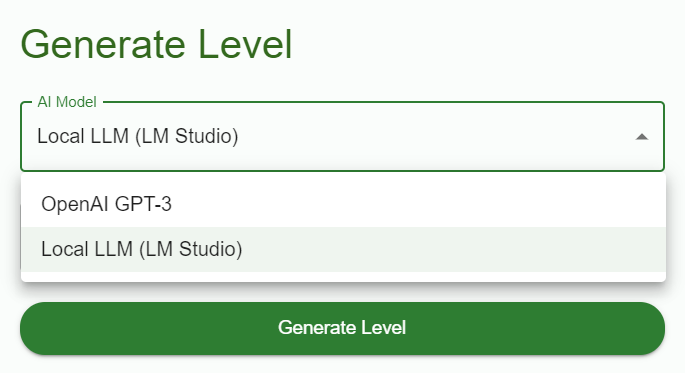 Generate Level
AI Model
Local LLM (LM Studio)
OpenAI GPT-3
Local LLM (LM Studio)
Generate Level